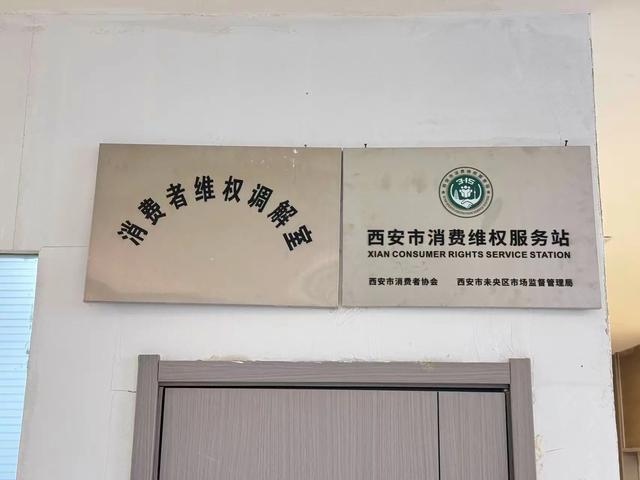 消费者维权调解室
315
西安市消费维权服务站
XIAN CONSUMER RIGHTS SERVICE STATION
西安市消费者协会 西安市未央区市场监督管理局